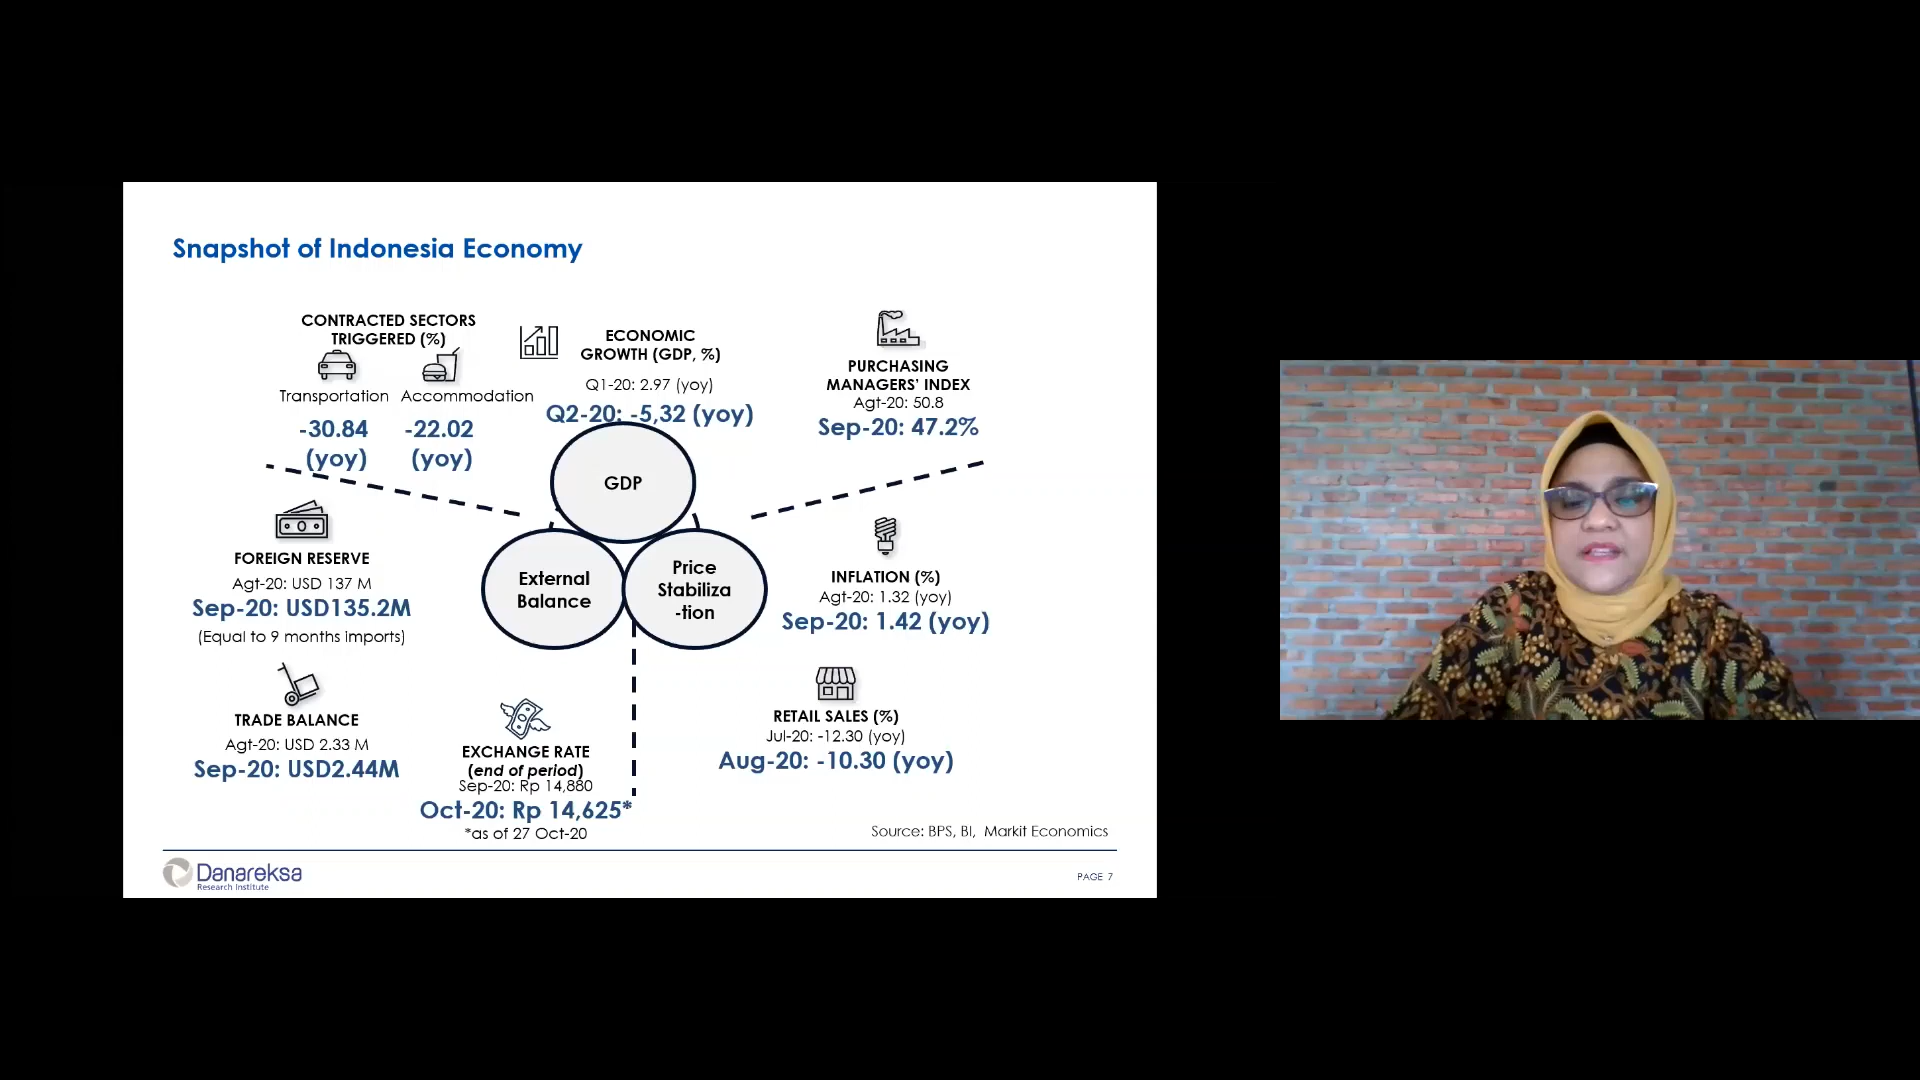 Snapshot of Indonesia Economy
CONTRACTED SECTORS
TRIGGERED (%)
Transportation
-30.84
(yoy)
Accommodation
-22.02
(yoy)
ECONOMIC
GROWTH (GDP, %)
Q1-20: 2.97 (yoy)
Q2-20: -5,32 (yoy)
PURCHASING
MANAGERS' INDEX
Agt-20: 50.8
Sep-20: 47.2%
GDP
External
Balance
Price
Stabiliza
-tion
FOREIGN RESERVE
Agt-20: USD 137 M
Sep-20: USD135.2M
(Equal to 9 months imports)
TRADE BALANCE
Agt-20: USD 2.33 M
Sep-20: USD2.44M
EXCHANGE RATE
(end of period)
Sep-20: Rp 14,880
Oct-20: Rp 14,625*
*as of 27 Oct-20
INFLATION (%)
Agt-20: 1.32 (yoy)
Sep-20: 1.42 (yoy)
RETAIL SALES (%)
Jul-20: -12.30 (yoy)
Aug-20: -10.30 (yoy)
Source: BPS, BI, Markit Economics
Danareksa
Research Institute
PAGE 7